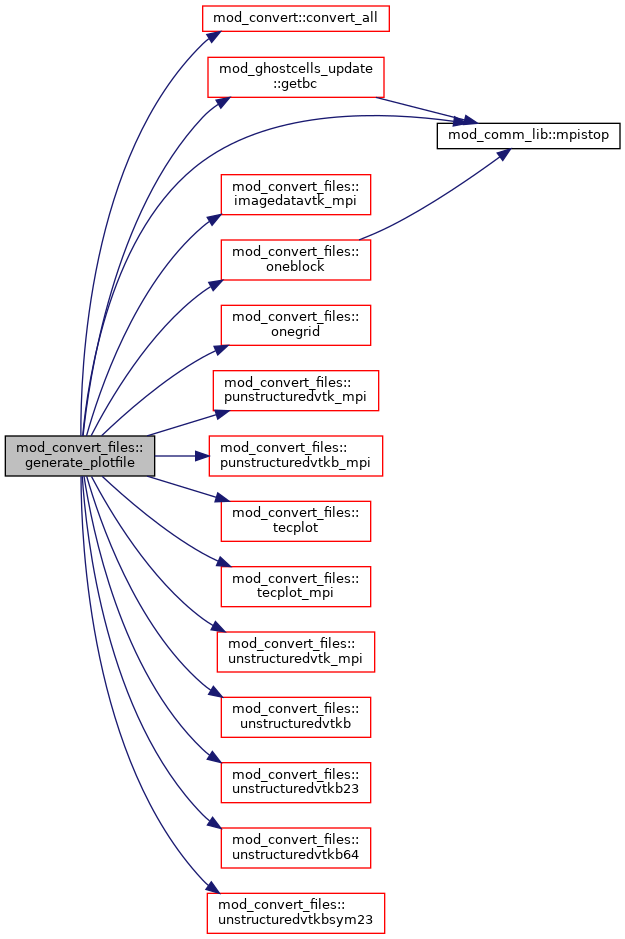 mod_convert::convert_all
mod_ghostcells_update
::getbc
mod_comm_lib::mpistop
mod_convert_files::
imagedatavtk_mpi
mod_convert_files::
oneblock
mod_convert_files::
onegrid
mod_convert_files::
punstructuredvtk_mpi
mod_convert_files::
generate_plotfile
mod_convert_files::
punstructuredvtkb_mpi
mod_convert_files::
tecplot
mod_convert_files::
tecplot_mpi
mod_convert_files::
unstructuredvtk_mpi
mod_convert_files::
unstructuredvtkb
mod_convert_files::
unstructuredvtkb23
mod_convert_files::
unstructuredvtkb64
mod_convert_files::
unstructuredvtkbsym23